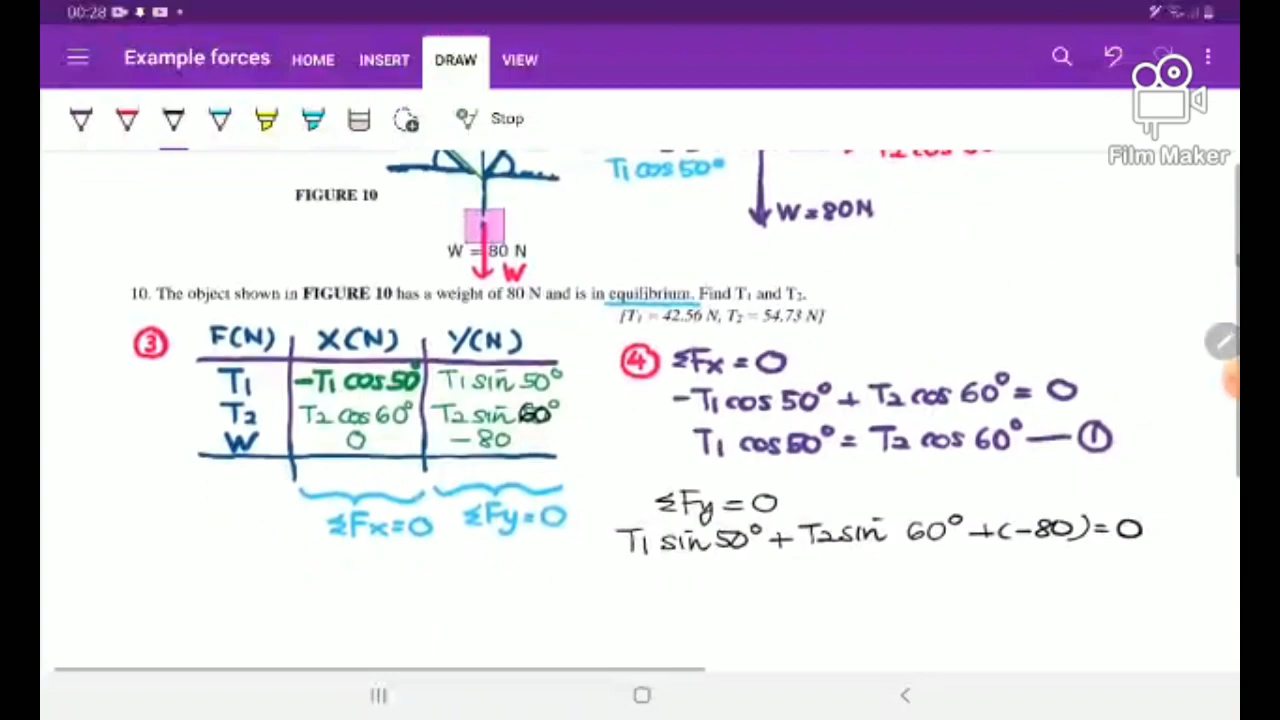 00:28
Example forces HOME INSERT DRAW VIEW
Stop
Film Maker
T1 cos 50°
FIGURE 10
W = 80N
W = 80 N
W
10. The object shown in FIGURE 10 has a weight of 80 N and is in equilibrium. Find T₁ and T₂.
[T₁ = 42.56 N, T₂ = 54.73 N]
③ F(N) X(N) Y(N)
T1 -T1 cos 50° T1 sin 50°
T2 T2 cos 60° T2 sin 60°
W 0 -80
ΣFx=0 ΣFy=0
④ ΣFx = 0
-T1 cos 50° + T2 cos 60° = 0
T1 cos 50° = T2 cos 60° — ①
ΣFy = 0
T1 sin 50° + T2 sin 60° + (-80) = 0